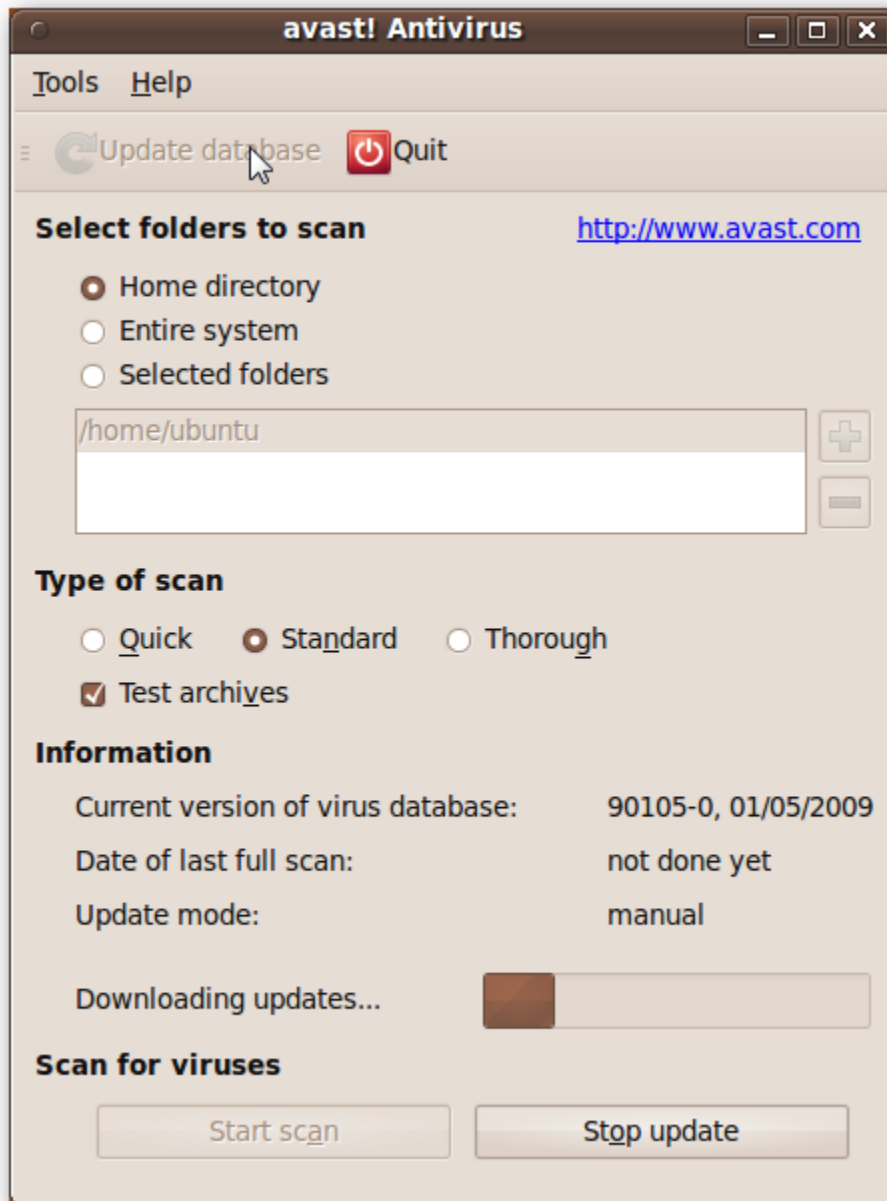 avast! Antivirus
Tools Help
Update database Quit
Select folders to scan http://www.avast.com
Home directory
Entire system
Selected folders
/home/ubuntu
Type of scan
Quick Standard Thorough
Test archives
Information
Current version of virus database: 90105-0, 01/05/2009
Date of last full scan: not done yet
Update mode: manual
Downloading updates...
Scan for viruses
Start scan Stop update